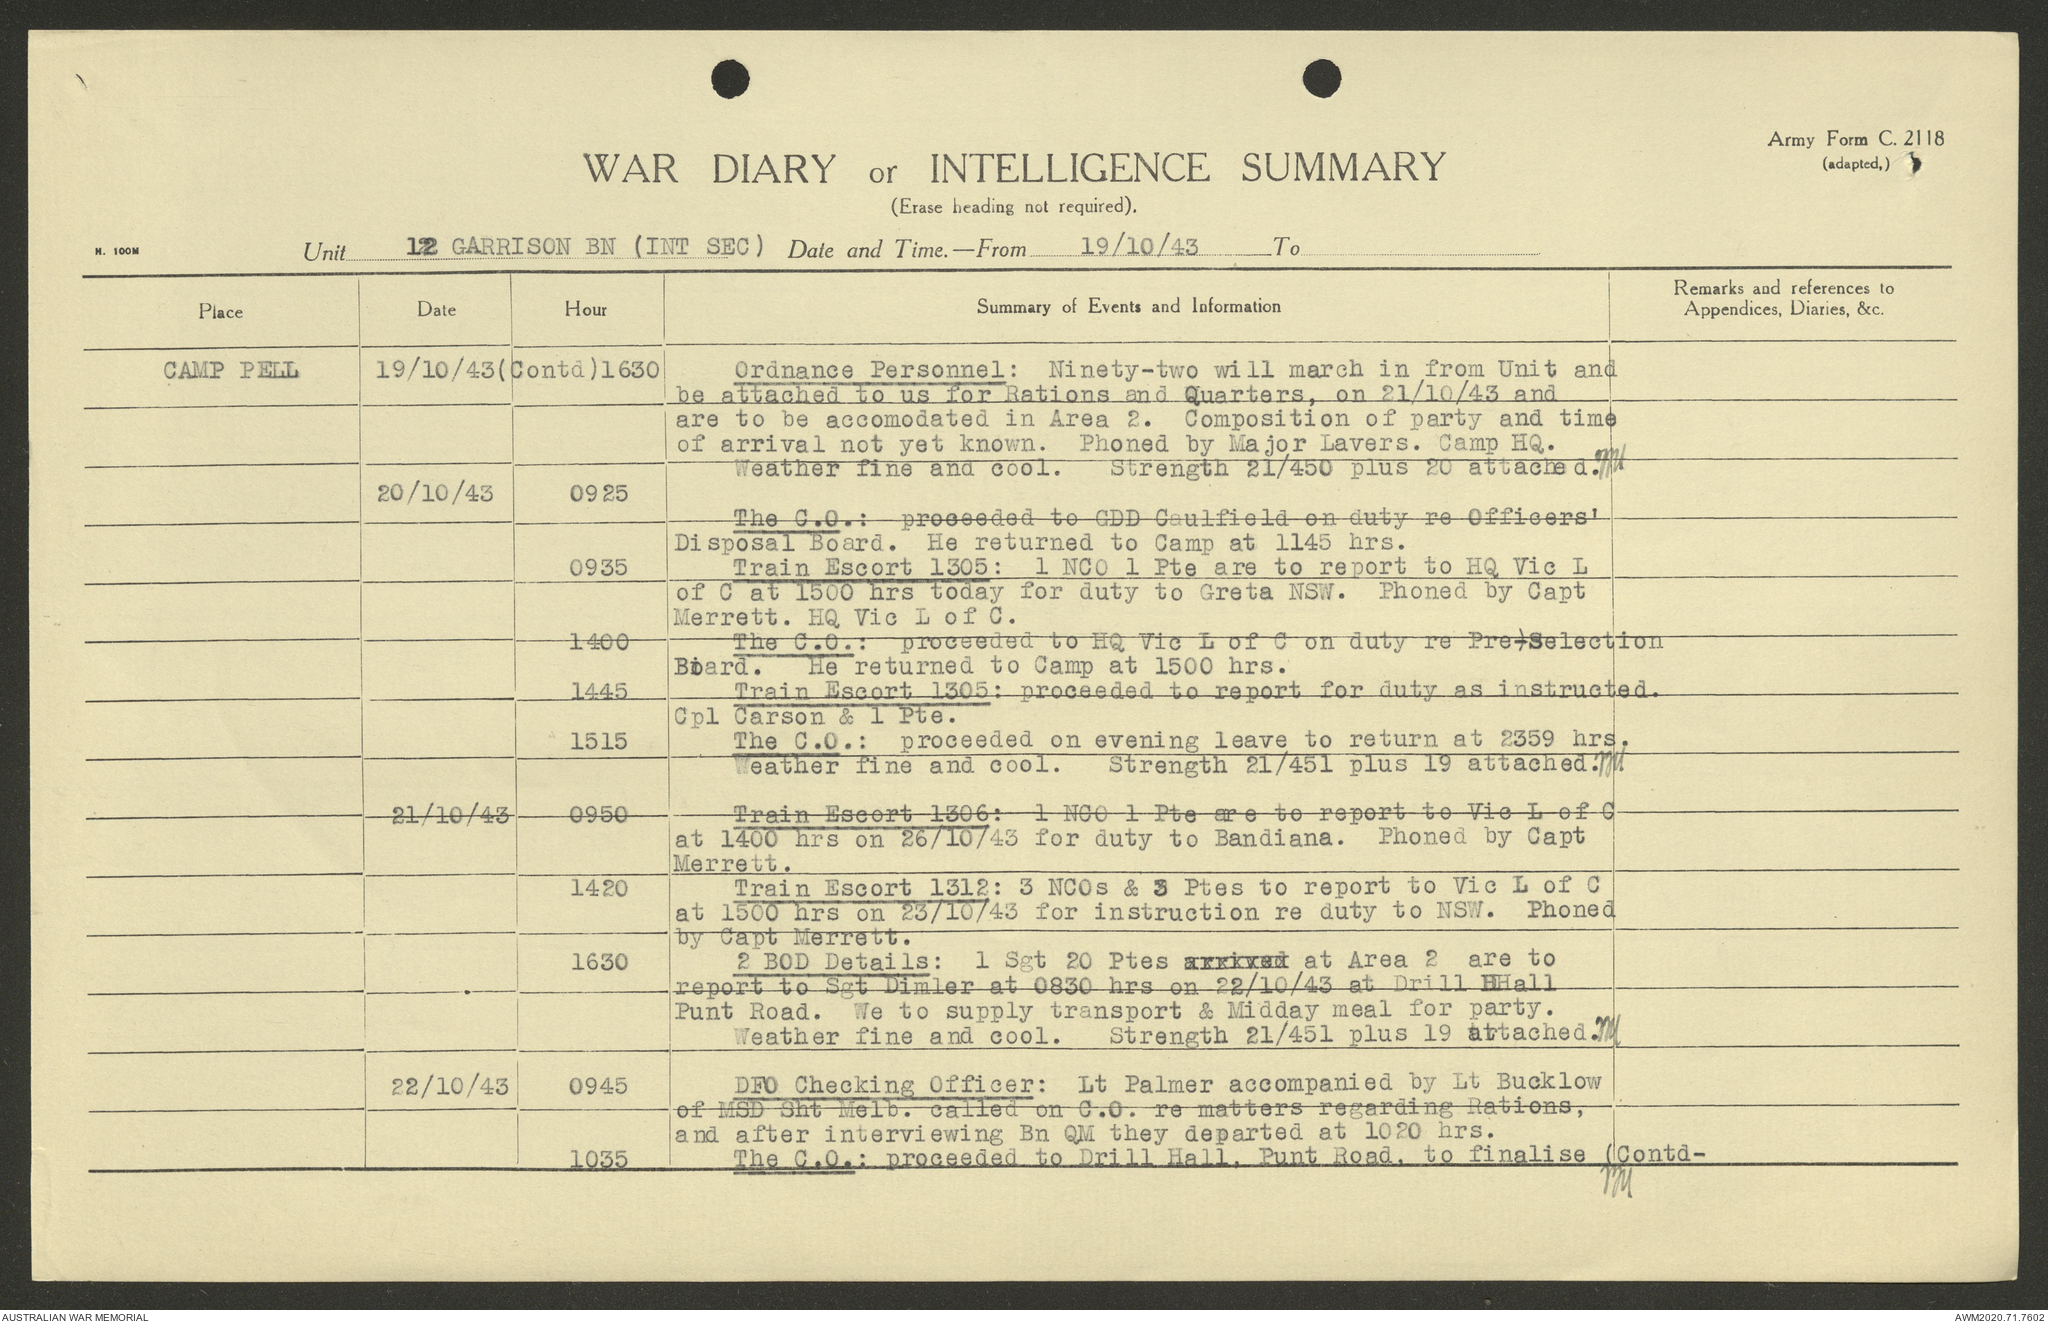 Army Form C. 2118
(adapted,)
WAR DIARY or INTELLIGENCE SUMMARY
(Erase heading not required).
H. 100M
Unit 12 GARRISON BN (INT SEC) Date and Time.—From 19/10/43 To
Place Date Hour Summary of Events and Information Remarks and references to Appendices, Diaries, &c.
CAMP PELL 19/10/43(Contd)1630 Ordnance Personnel: Ninety-two will march in from Unit and
be attached to us for Rations and Quarters, on 21/10/43 and
are to be accomodated in Area 2. Composition of party and time
of arrival not yet known. Phoned by Major Lavers. Camp HQ.
Weather fine and cool. Strength 21/450 plus 20 attached.
20/10/43 0925
The C.O.: proceeded to GDD Caulfield on duty re Officers'
Disposal Board. He returned to Camp at 1145 hrs.
0935 Train Escort 1305: 1 NCO 1 Pte are to report to HQ Vic L
of C at 1500 hrs today for duty to Greta NSW. Phoned by Capt
Merrett. HQ Vic L of C.
1400 The C.O.: proceeded to HQ Vic L of C on duty re Pre-Selection
Board. He returned to Camp at 1500 hrs.
1445 Train Escort 1305: proceeded to report for duty as instructed.
Cpl Carson & 1 Pte.
1515 The C.O.: proceeded on evening leave to return at 2359 hrs.
Weather fine and cool. Strength 21/451 plus 19 attached.
21/10/43 0950 Train Escort 1306: 1 NCO 1 Pte are to report to Vic L of C
at 1400 hrs on 26/10/43 for duty to Bandiana. Phoned by Capt
Merrett.
1420 Train Escort 1312: 3 NCOs & 3 Ptes to report to Vic L of C
at 1500 hrs on 23/10/43 for instruction re duty to NSW. Phoned
by Capt Merrett.
1630 2 BOD Details: 1 Sgt 20 Ptes arrived at Area 2 are to
report to Sgt Dimler at 0830 hrs on 22/10/43 at Drill HHall
Punt Road. We to supply transport & Midday meal for party.
Weather fine and cool. Strength 21/451 plus 19 attached.
22/10/43 0945 DFO Checking Officer: Lt Palmer accompanied by Lt Bucklow
of MSD Sht Melb. called on C.O. re matters regarding Rations,
and after interviewing Bn QM they departed at 1020 hrs.
1035 The C.O.: proceeded to Drill Hall, Punt Road, to finalise (Contd-
AUSTRALIAN WAR MEMORIAL AWM2020.71.7602